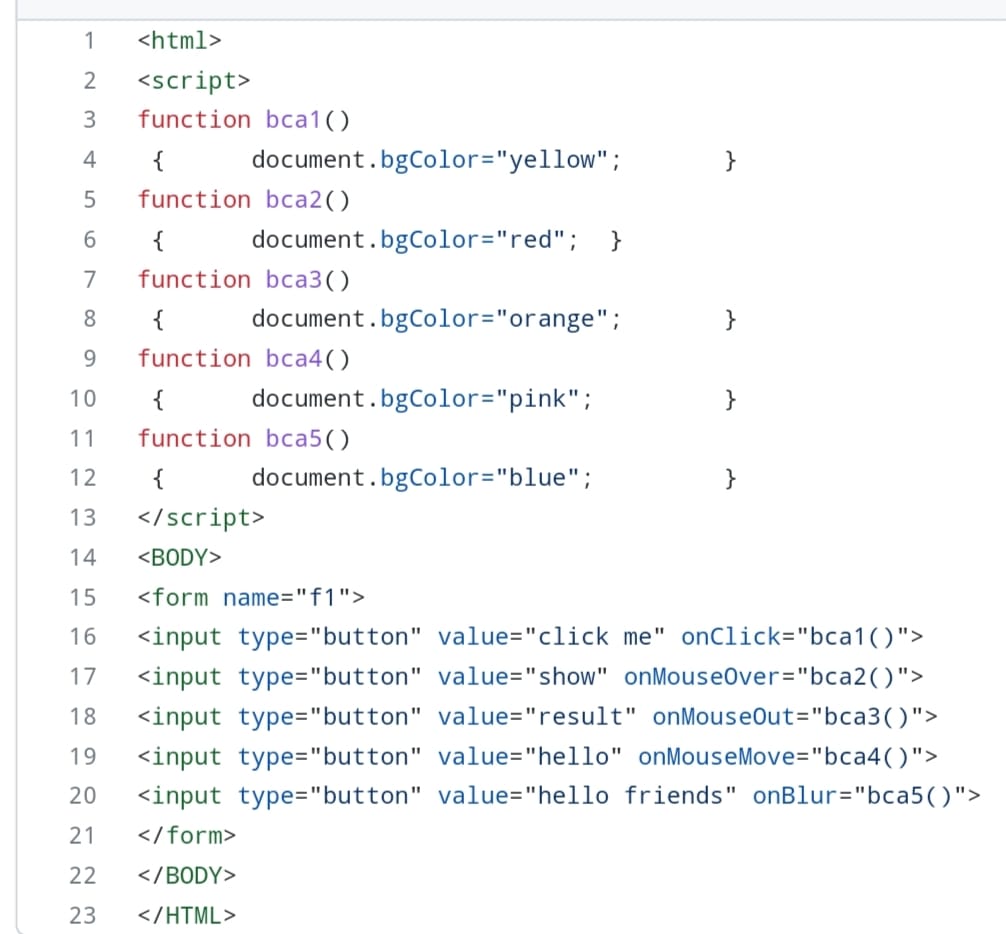 1 <html>
2 <script>
3 function bca1()
4 { document.bgColor="yellow"; }
5 function bca2()
6 { document.bgColor="red"; }
7 function bca3()
8 { document.bgColor="orange"; }
9 function bca4()
10 { document.bgColor="pink"; }
11 function bca5()
12 { document.bgColor="blue"; }
13 </script>
14 <BODY>
15 <form name="f1">
16 <input type="button" value="click me" onClick="bca1()">
17 <input type="button" value="show" onMouseOver="bca2()">
18 <input type="button" value="result" onMouseOut="bca3()">
19 <input type="button" value="hello" onMouseMove="bca4()">
20 <input type="button" value="hello friends" onBlur="bca5()">
21 </form>
22 </BODY>
23 </HTML>